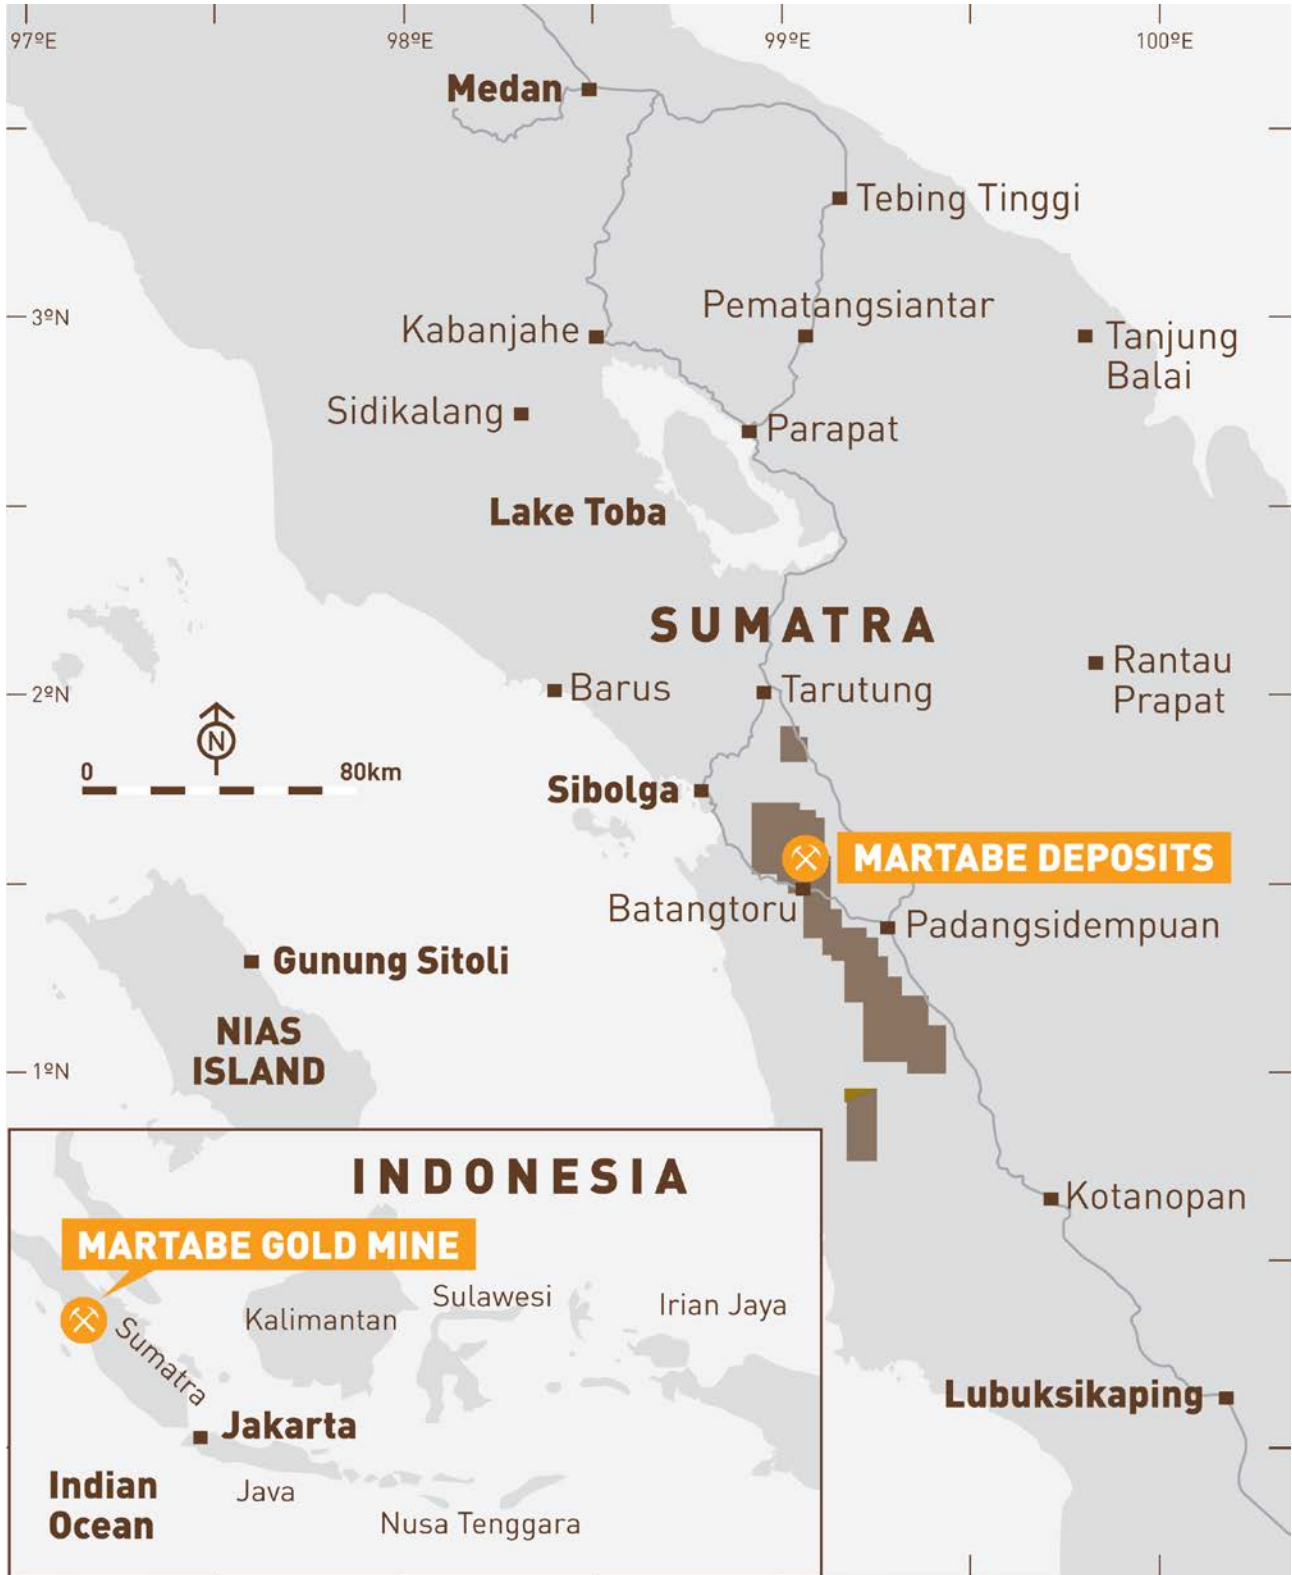 97ºE
98ºE
99ºE
100ºE
Medan
Tebing Tinggi
3ºN
Pematangsiantar
Kabanjahe
Tanjung
Balai
Sidikalang
Parapat
Lake Toba
SUMATRA
Rantau
Prapat
2ºN
Barus
Tarutung
N
0
80km
Sibolga
MARTABE DEPOSITS
Batangtoru
Padangsidempuan
Gunung Sitoli
NIAS
ISLAND
1ºN
Kotanopan
Lubuksikaping
INDONESIA
MARTABE GOLD MINE
Sulawesi
Irian Jaya
Kalimantan
Sumatra
Jakarta
Indian
Ocean
Java
Nusa Tenggara